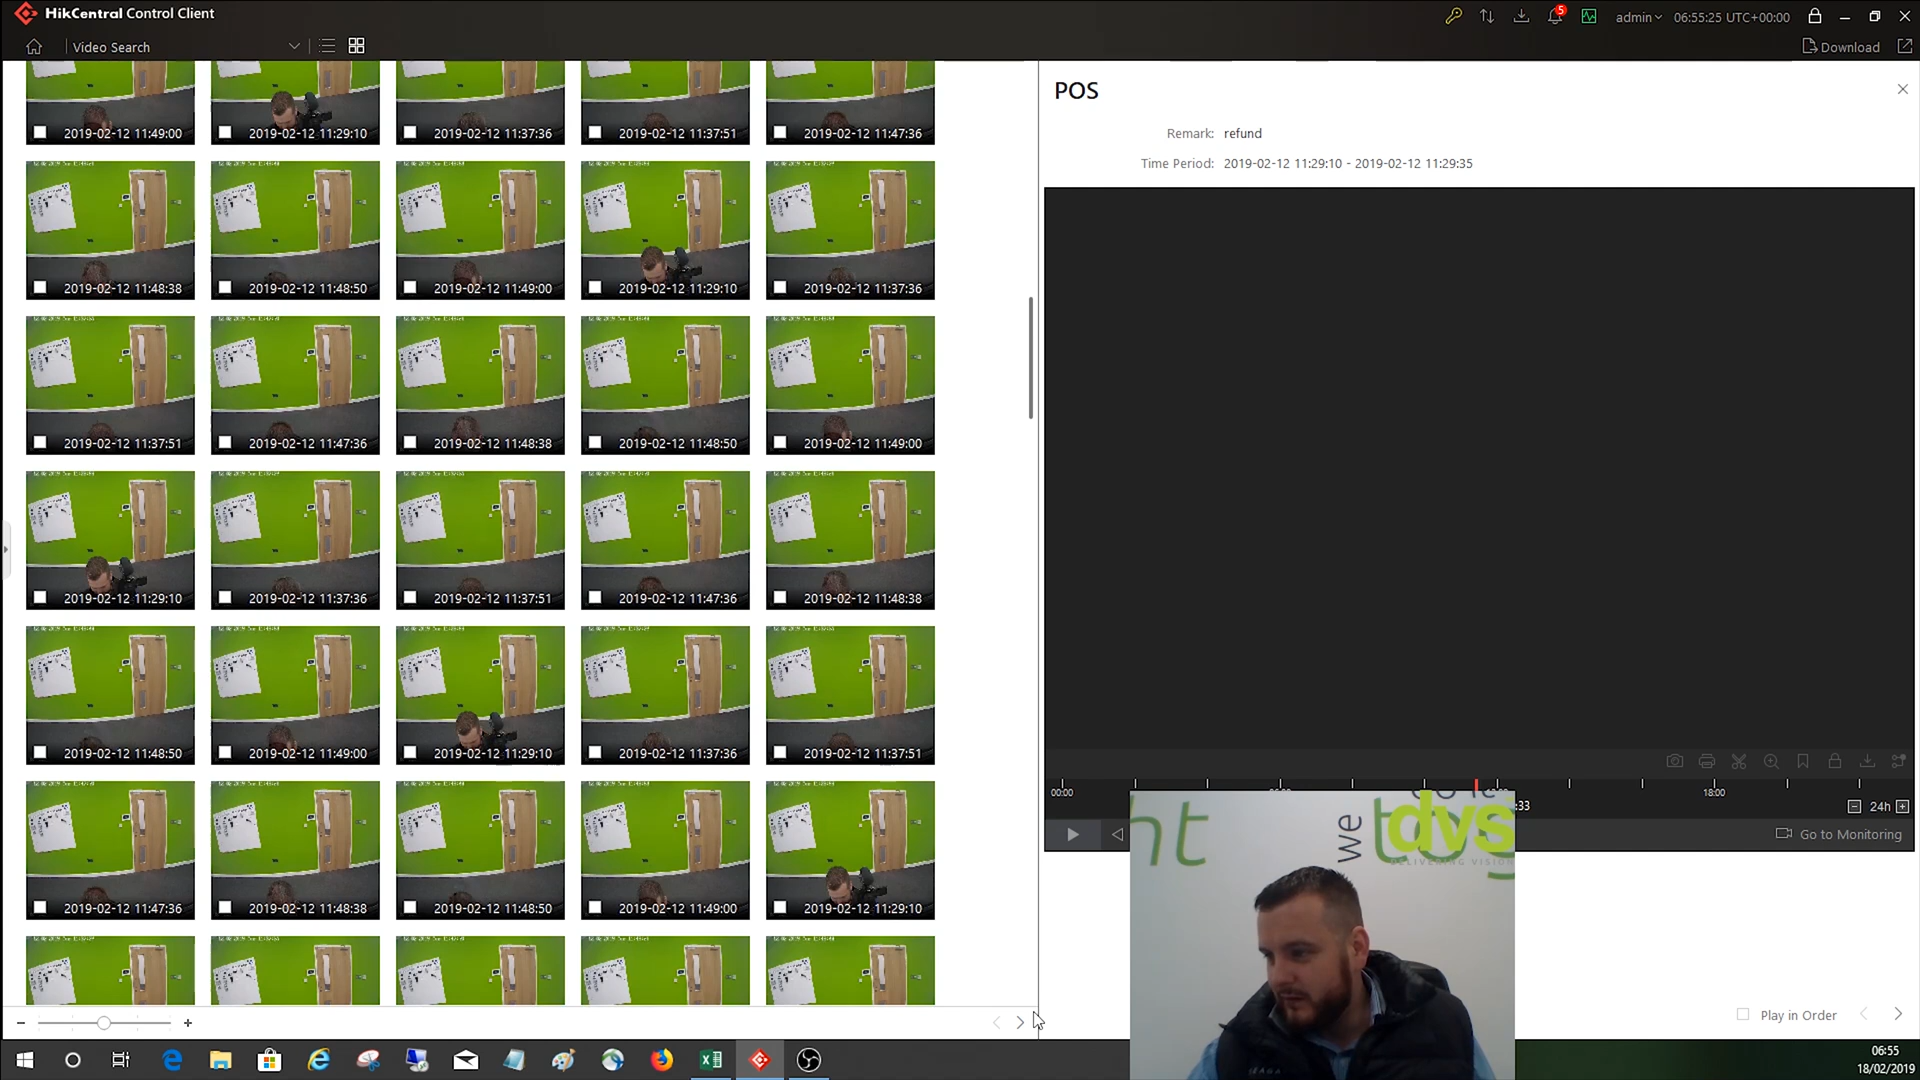 HikCentral Control Client
5
admin
06:55:25 UTC+00:00
Video Search
Download
2019-02-12 11:49:00
2019-02-12 11:29:10
2019-02-12 11:37:36
2019-02-12 11:37:51
2019-02-12 11:47:36
2019-02-12 11:48:38
2019-02-12 11:48:50
2019-02-12 11:49:00
2019-02-12 11:29:10
2019-02-12 11:37:36
2019-02-12 11:37:51
2019-02-12 11:47:36
2019-02-12 11:48:38
2019-02-12 11:48:50
2019-02-12 11:49:00
2019-02-12 11:29:10
2019-02-12 11:37:36
2019-02-12 11:37:51
2019-02-12 11:47:36
2019-02-12 11:48:38
2019-02-12 11:48:50
2019-02-12 11:49:00
2019-02-12 11:29:10
2019-02-12 11:37:36
2019-02-12 11:37:51
2019-02-12 11:47:36
2019-02-12 11:48:38
2019-02-12 11:48:50
2019-02-12 11:49:00
2019-02-12 11:29:10
POS
Remark: refund
Time Period: 2019-02-12 11:29:10 - 2019-02-12 11:29:35
00:00
18:00
:33
24h
Go to Monitoring
ht
we
dvs
DELIVERING VISION
Play in Order
06:55
18/02/2019